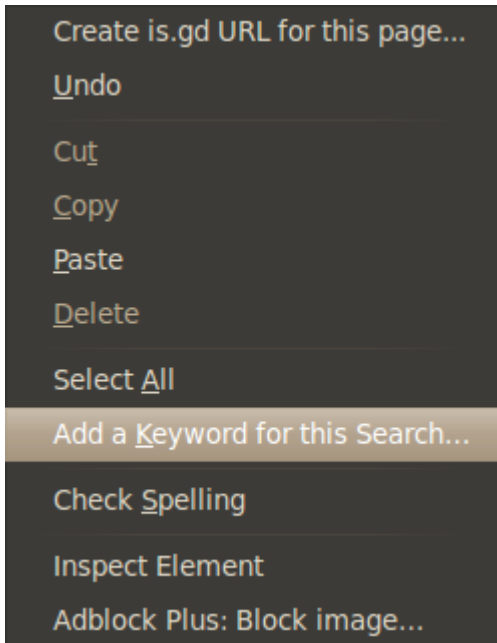 Create is.gd URL for this page...
Undo
Cut
Copy
Paste
Delete
Select All
Add a Keyword for this Search...
Check Spelling
Inspect Element
Adblock Plus: Block image...